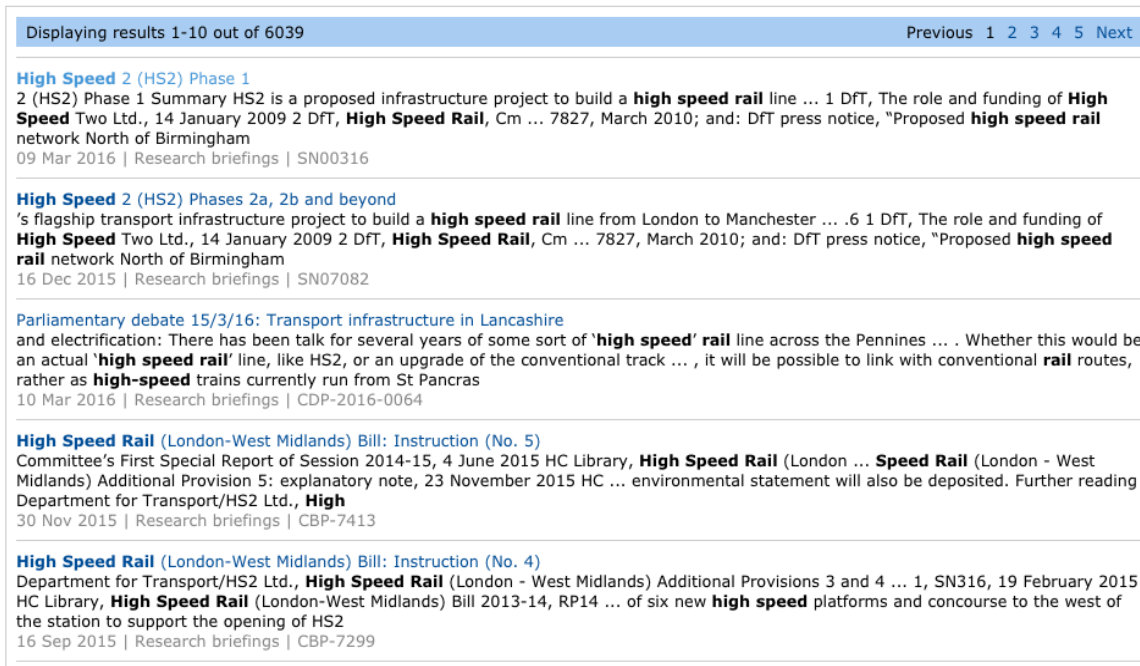 Displaying results 1-10 out of 6039 Previous 1 2 3 4 5 Next
High Speed 2 (HS2) Phase 1
2 (HS2) Phase 1 Summary HS2 is a proposed infrastructure project to build a high speed rail line ... 1 DfT, The role and funding of High
Speed Two Ltd., 14 January 2009 2 DfT, High Speed Rail, Cm ... 7827, March 2010; and: DfT press notice, “Proposed high speed rail
network North of Birmingham
09 Mar 2016 | Research briefings | SN00316
High Speed 2 (HS2) Phases 2a, 2b and beyond
’s flagship transport infrastructure project to build a high speed rail line from London to Manchester ... .6 1 DfT, The role and funding of
High Speed Two Ltd., 14 January 2009 2 DfT, High Speed Rail, Cm ... 7827, March 2010; and: DfT press notice, “Proposed high speed
rail network North of Birmingham
16 Dec 2015 | Research briefings | SN07082
Parliamentary debate 15/3/16: Transport infrastructure in Lancashire
and electrification: There has been talk for several years of some sort of ‘high speed’ rail line across the Pennines ... . Whether this would be
an actual ‘high speed rail’ line, like HS2, or an upgrade of the conventional track ... , it will be possible to link with conventional rail routes,
rather as high-speed trains currently run from St Pancras
10 Mar 2016 | Research briefings | CDP-2016-0064
High Speed Rail (London-West Midlands) Bill: Instruction (No. 5)
Committee’s First Special Report of Session 2014-15, 4 June 2015 HC Library, High Speed Rail (London ... Speed Rail (London - West
Midlands) Additional Provision 5: explanatory note, 23 November 2015 HC ... environmental statement will also be deposited. Further reading
Department for Transport/HS2 Ltd., High
30 Nov 2015 | Research briefings | CBP-7413
High Speed Rail (London-West Midlands) Bill: Instruction (No. 4)
Department for Transport/HS2 Ltd., High Speed Rail (London - West Midlands) Additional Provisions 3 and 4 ... 1, SN316, 19 February 2015
HC Library, High Speed Rail (London-West Midlands) Bill 2013-14, RP14 ... of six new high speed platforms and concourse to the west of
the station to support the opening of HS2
16 Sep 2015 | Research briefings | CBP-7299